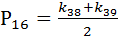 P₁₆ = (k₃₈ + k₃₉) / 2